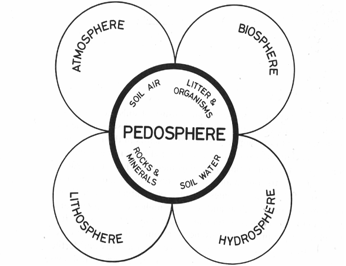 ATMOSPHERE
BIOSPHERE
SOIL AIR
LITTER &
ORGANISMS
PEDOSPHERE
ROCKS &
MINERALS
SOIL WATER
LITHOSPHERE
HYDROSPHERE